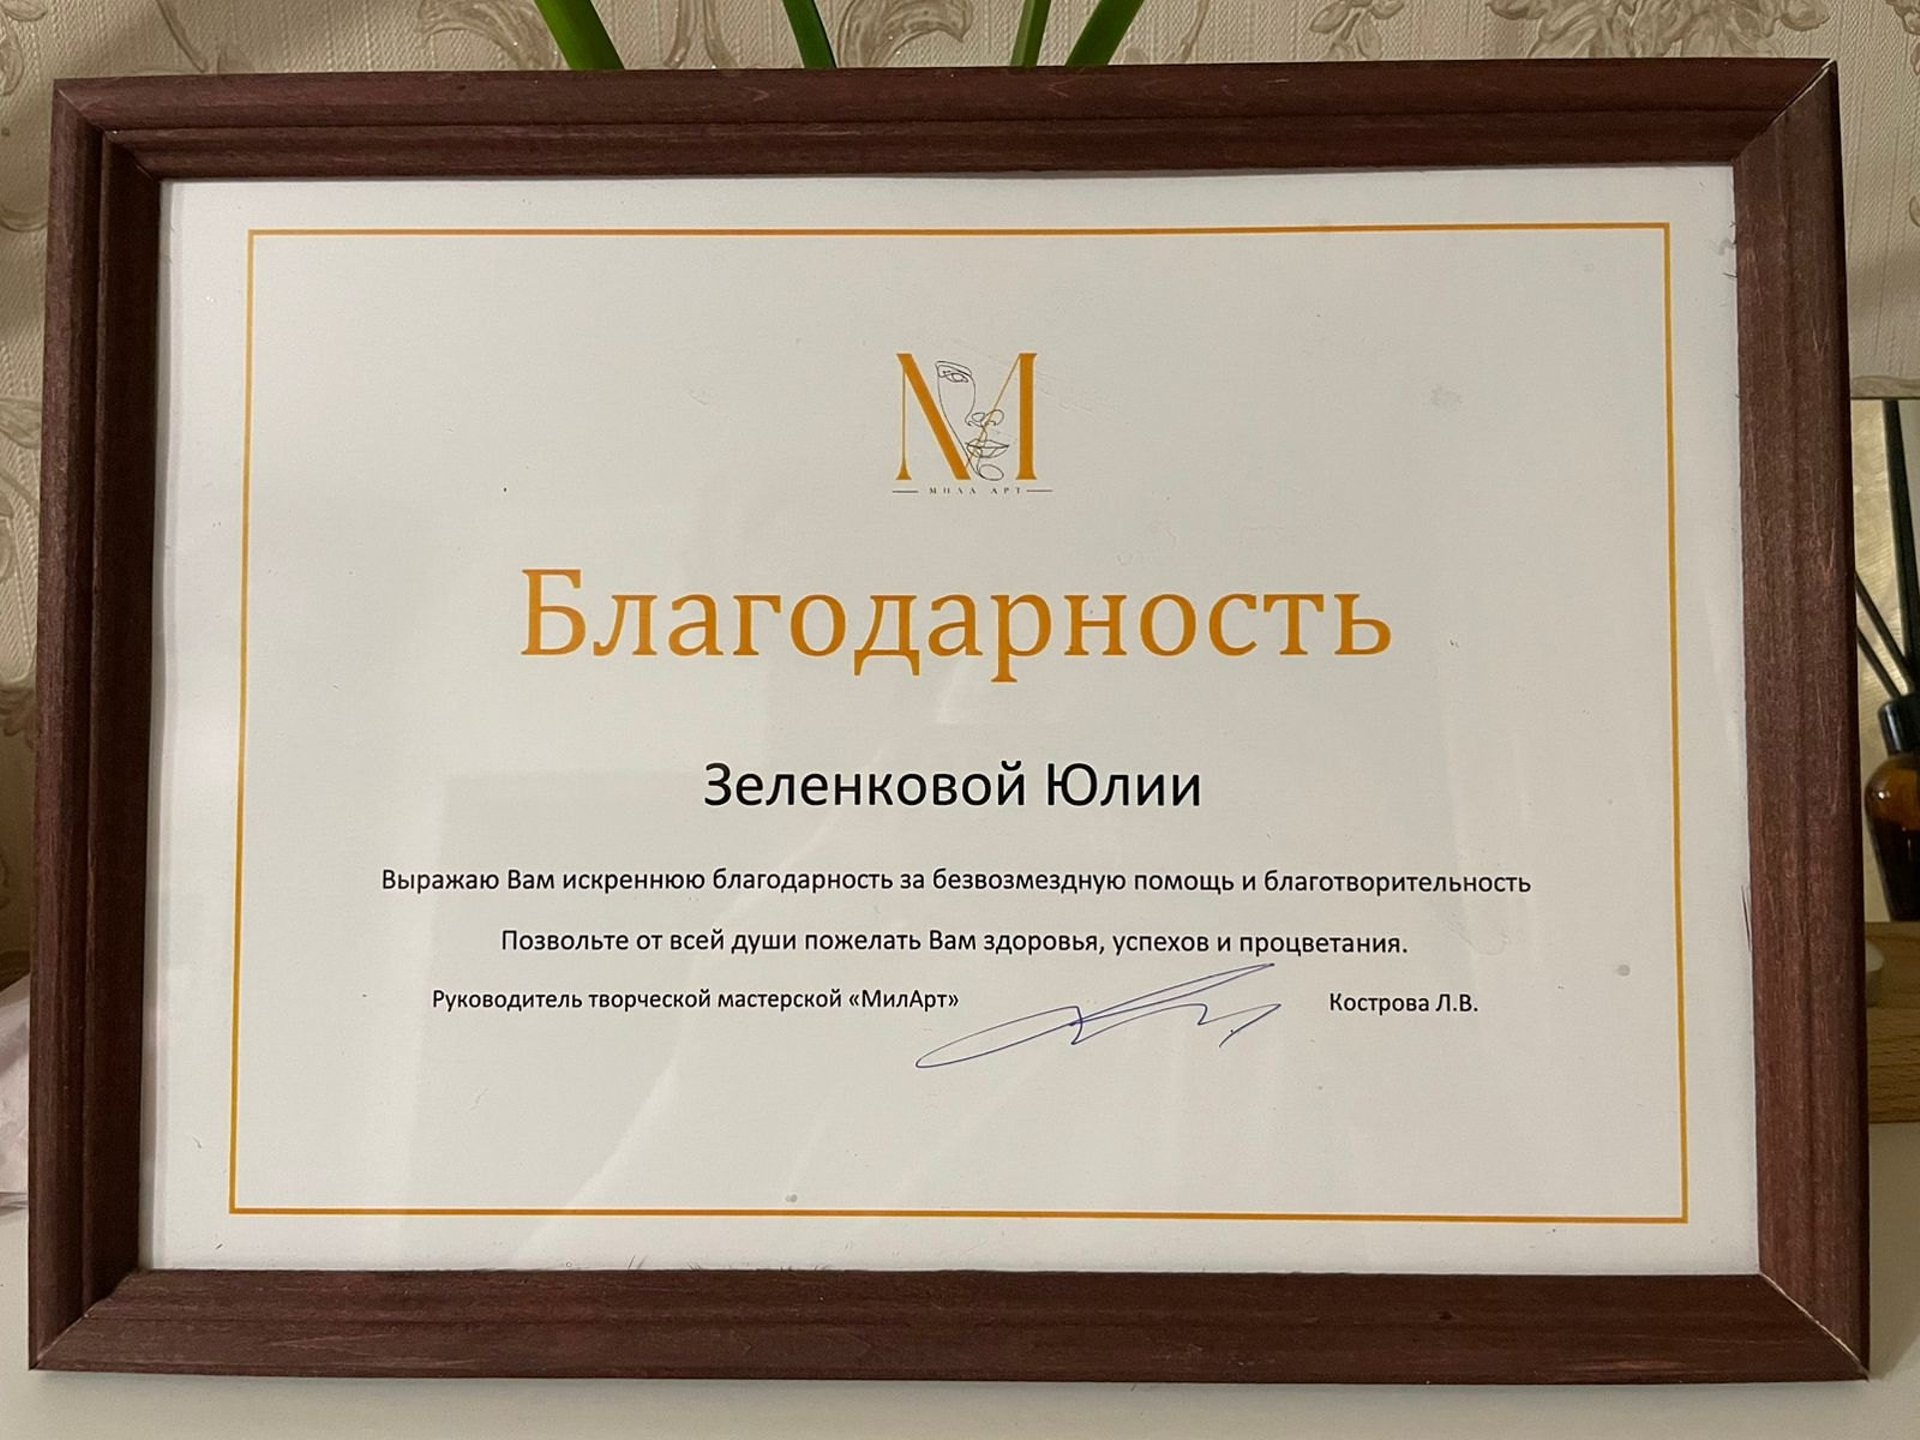 МИЛА АРТ
Благодарность
Зеленковой Юлии
Выражаю Вам искреннюю благодарность за безвозмездную помощь и благотворительность
Позвольте от всей души пожелать Вам здоровья, успехов и процветания.
Руководитель творческой мастерской «МилАрт» Кострова Л.В.